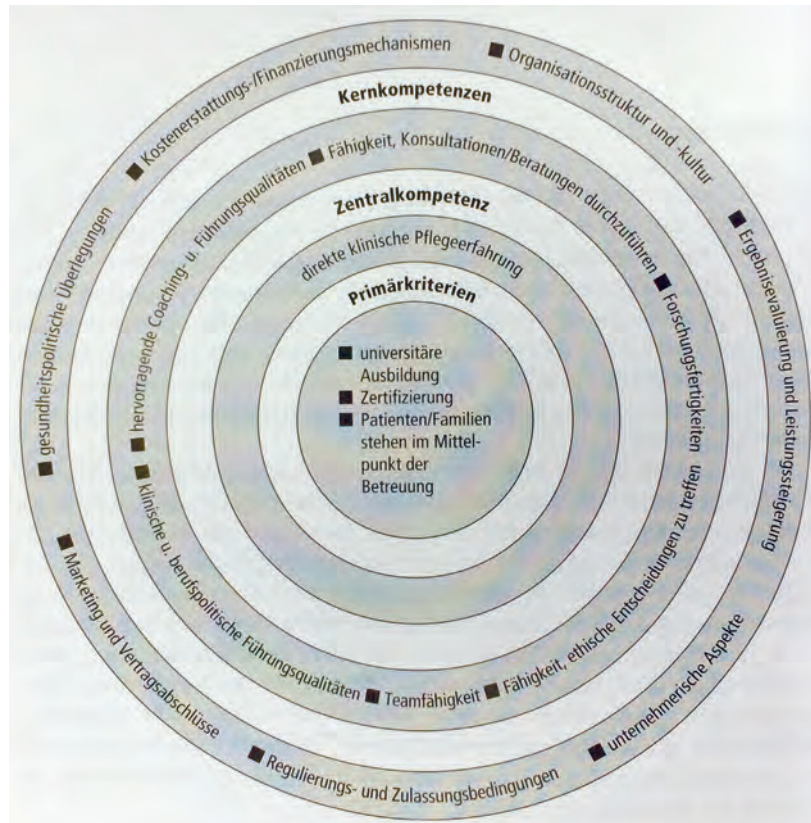 ■ Kostenerstattungs-/Finanzierungsmechanismen
■ Organisationsstruktur und -kultur
■ Ergebnisevaluierung und Leistungssteigerung
■ unternehmerische Aspekte
■ Regulierungs- und Zulassungsbedingungen
■ Marketing und Vertragsabschlüsse
■ gesundheitspolitische Überlegungen
Kernkompetenzen
■ Fähigkeit, Konsultationen/Beratungen durchzuführen
■ Forschungsfertigkeiten
■ Fähigkeit, ethische Entscheidungen zu treffen
■ Teamfähigkeit
■ klinische u. berufspolitische Führungsqualitäten
■ hervorragende Coaching- u. Führungsqualitäten
Zentralkompetenz
direkte klinische Pflegeerfahrung
Primärkriterien
■ universitäre
Ausbildung
■ Zertifizierung
■ Patienten/Familien
stehen im Mittel-
punkt der
Betreuung